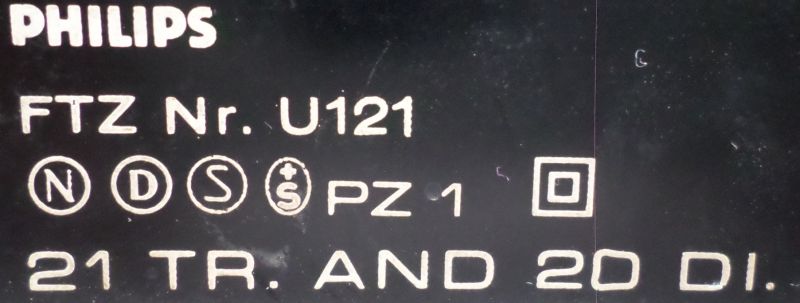 PHILIPS
FTZ Nr. U121
N D S +S PZ 1
21 TR. AND 20 DI.